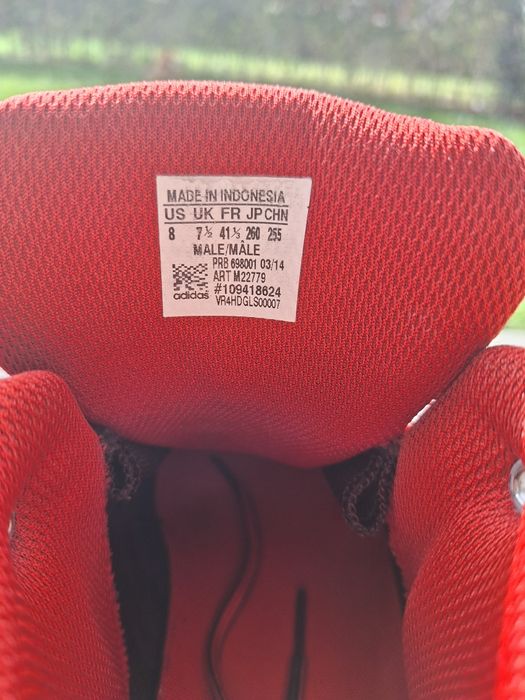 MADE IN INDONESIA
US UK FR JP CHN
8 7½ 41⅓ 260 255
MALE/MÂLE
PRB 698001 03/14
ART M22779
#109418624
adidas VR4HDGLS00007